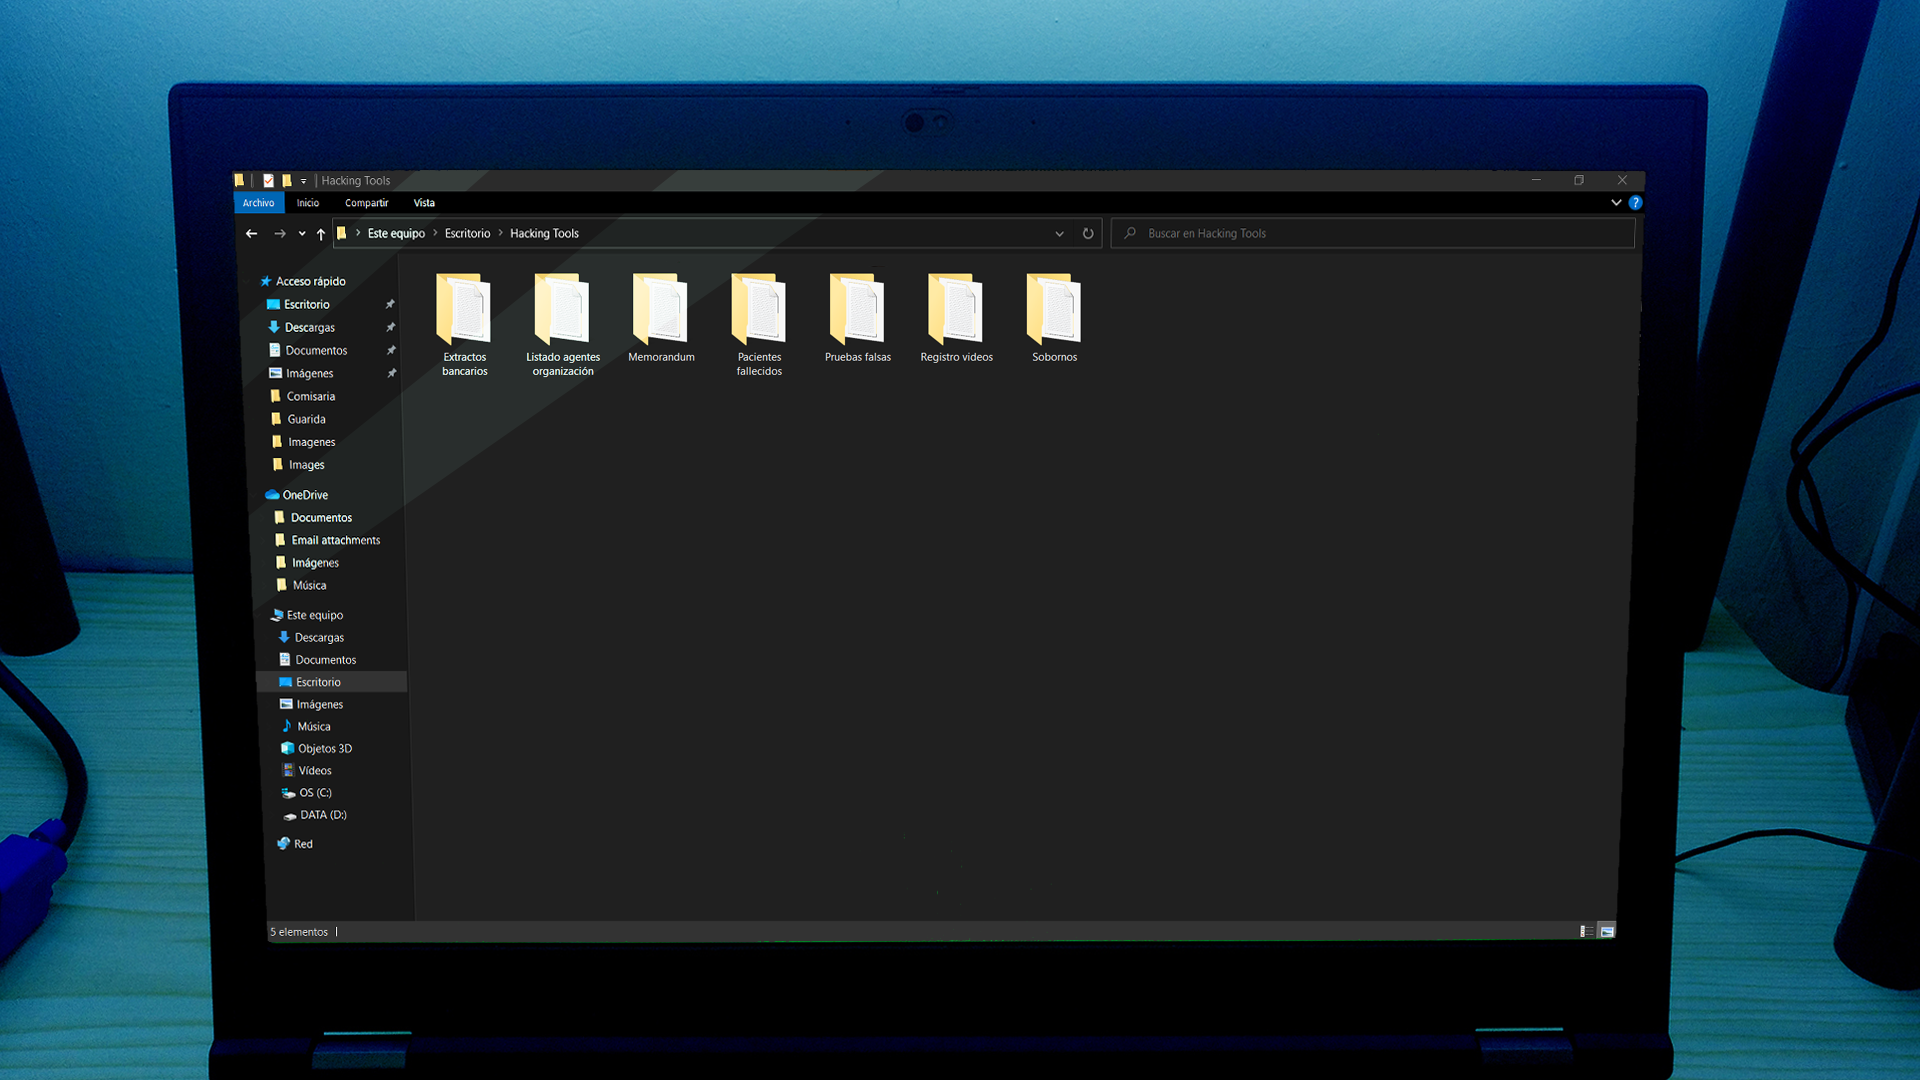 Hacking Tools
Archivo Inicio Compartir Vista
?
Este equipo Escritorio Hacking Tools
Buscar en Hacking Tools
Acceso rápido
Escritorio
Descargas
Documentos
Imágenes
Comisaria
Guarida
Imagenes
Images
OneDrive
Documentos
Email attachments
Imágenes
Música
Este equipo
Descargas
Documentos
Escritorio
Imágenes
Música
Objetos 3D
Vídeos
OS (C:)
DATA (D:)
Red
Extractos
bancarios
Listado agentes
organización
Memorandum
Pacientes
fallecidos
Pruebas falsas
Registro videos
Sobornos
5 elementos